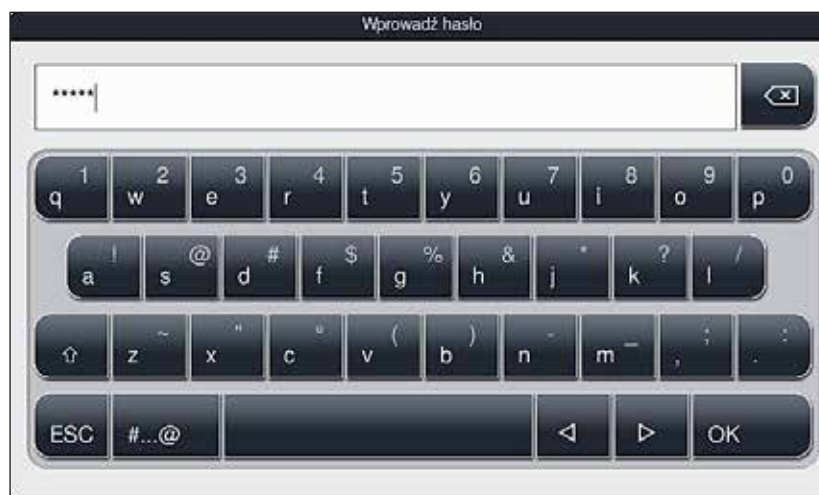 Wprowadź hasło
*****
1 2 3 4 5 6 7 8 9 0
q w e r t y u i o p
! @ # $ % & * ? /
a s d f g h j k l
~ " º ( ) - _ ; :
z x c v b n m , .
ESC #...@ OK